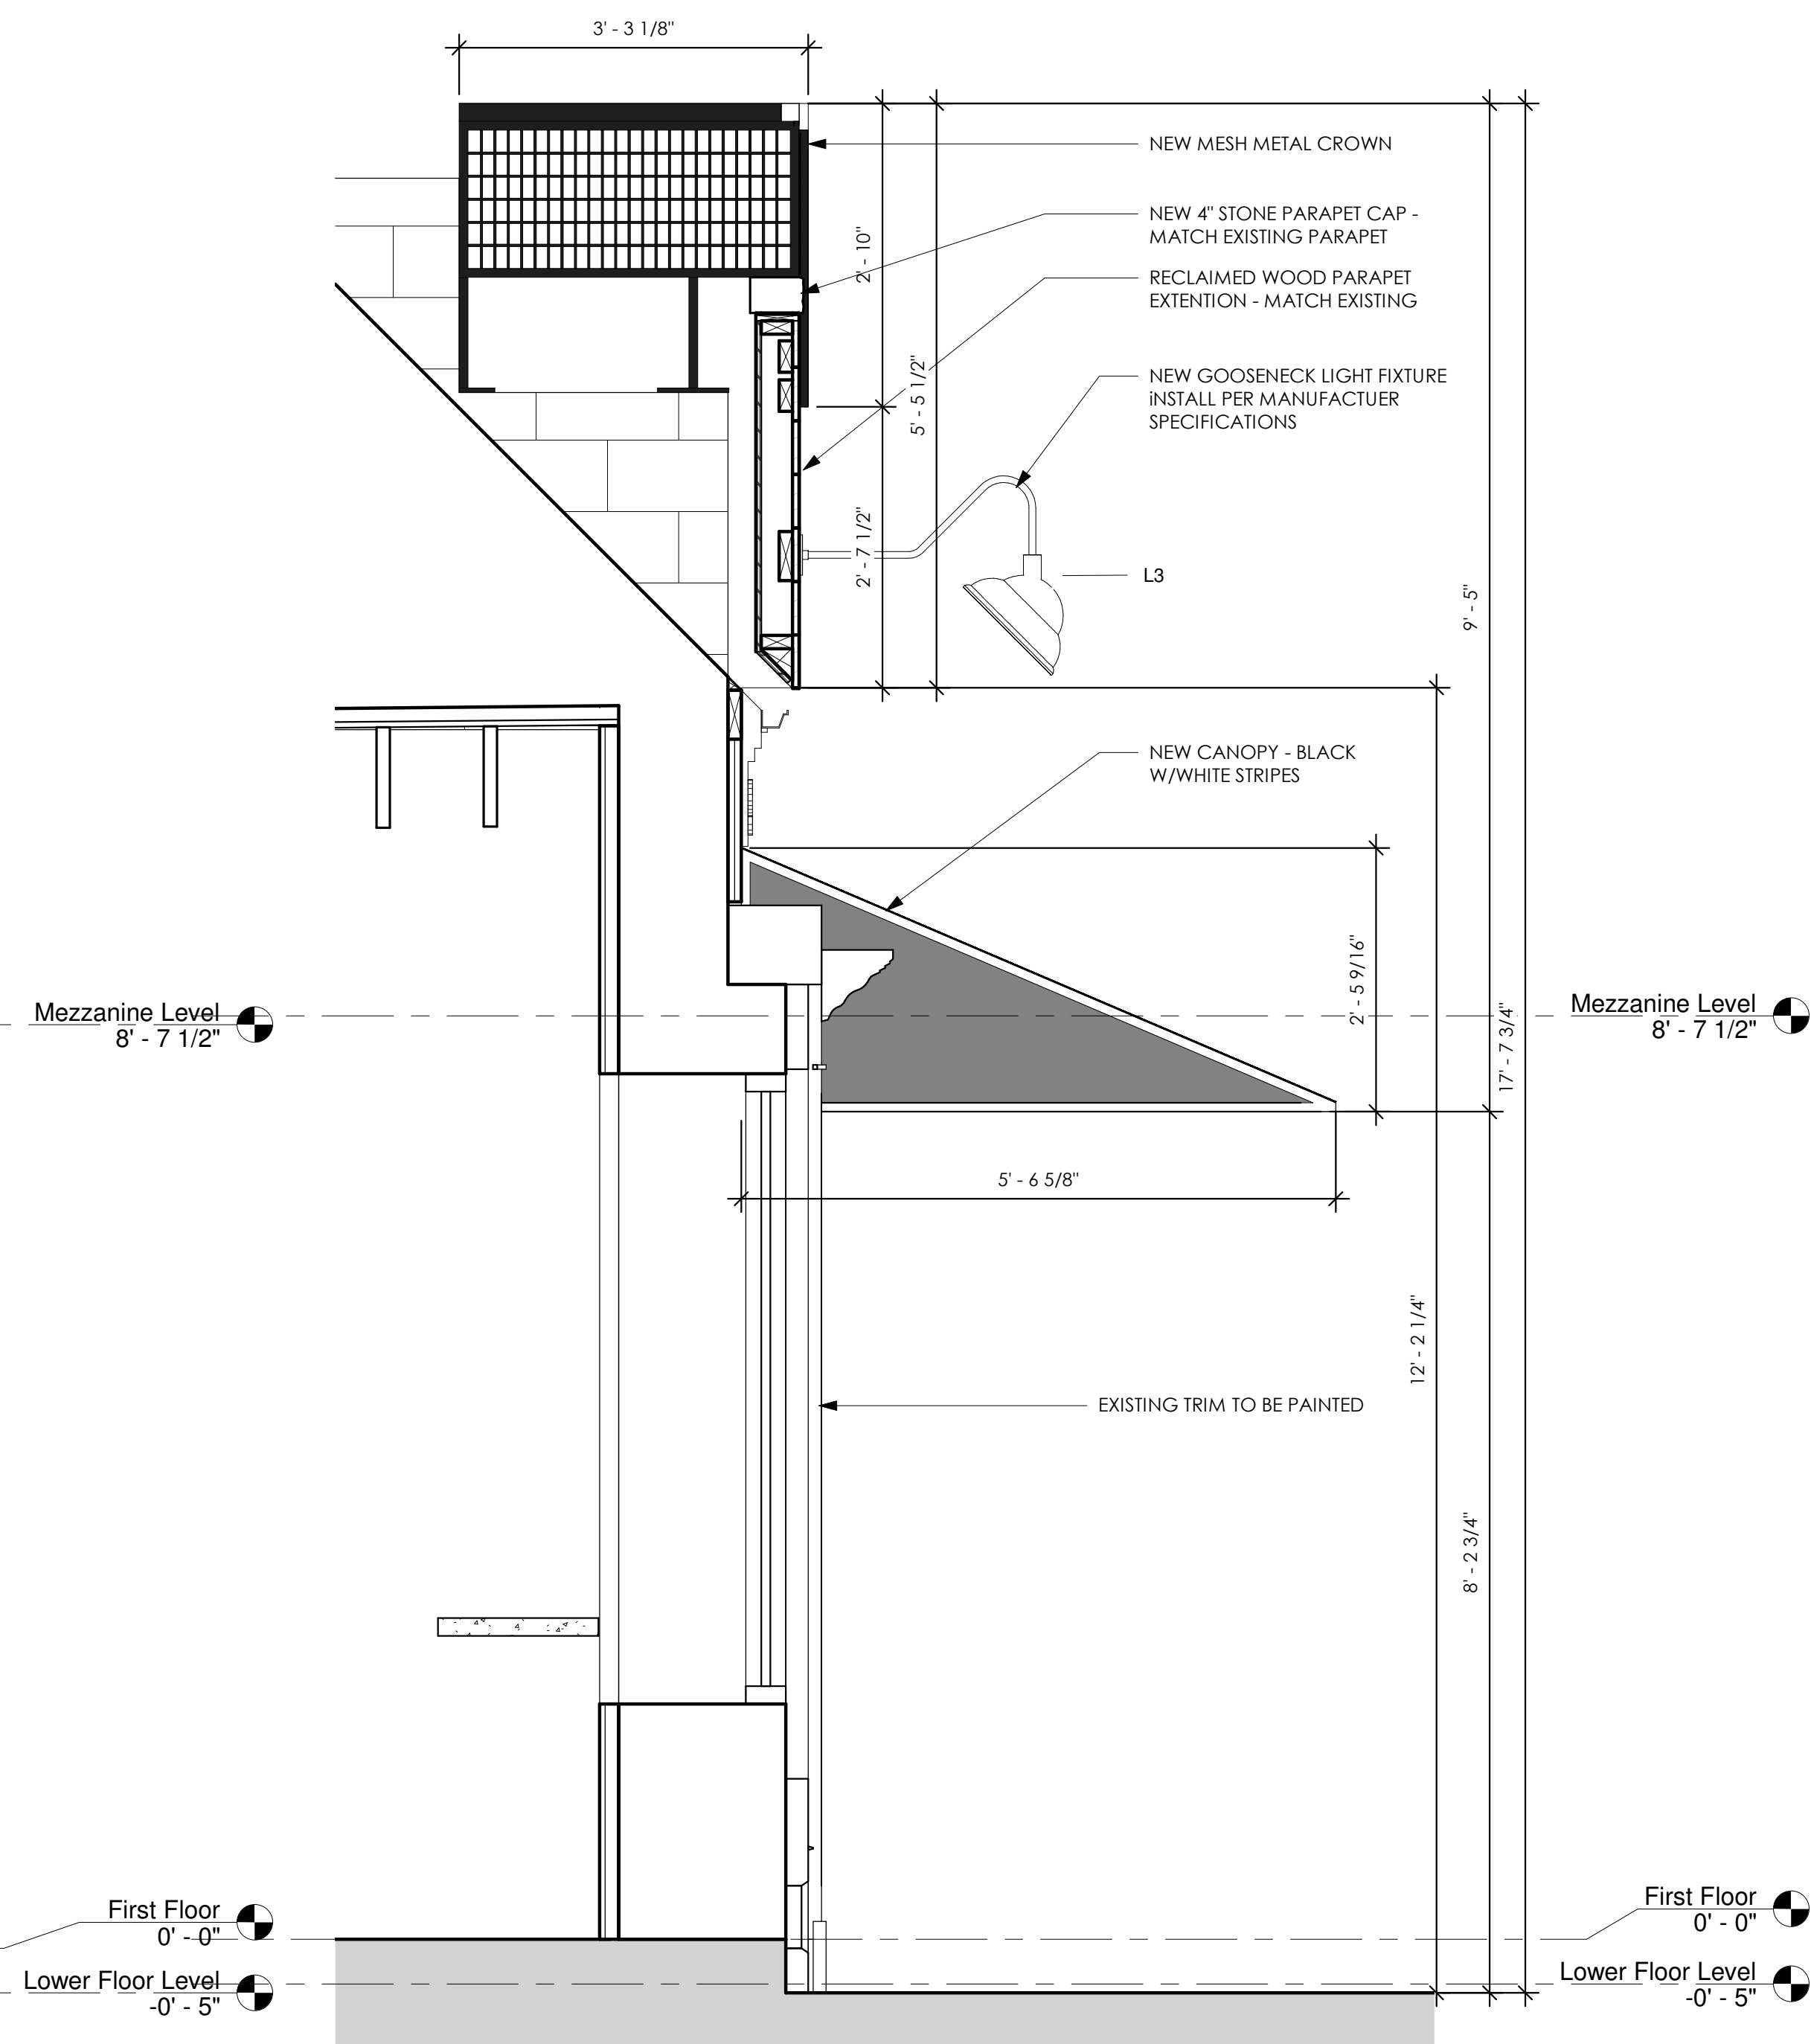 3' - 3 1/8"
NEW MESH METAL CROWN
NEW 4" STONE PARAPET CAP -
MATCH EXISTING PARAPET
2' - 10"
RECLAIMED WOOD PARAPET
EXTENTION - MATCH EXISTING
5' - 5 1/2"
NEW GOOSENECK LIGHT FIXTURE
iNSTALL PER MANUFACTUER
SPECIFICATIONS
2' - 7 1/2"
L3
9' - 5"
NEW CANOPY - BLACK
W/WHITE STRIPES
2' - 5 9/16"
17' - 7 3/4"
Mezzanine Level
8' - 7 1/2"
Mezzanine Level
8' - 7 1/2"
5' - 6 5/8"
12' - 2 1/4"
EXISTING TRIM TO BE PAINTED
8' - 2 3/4"
First Floor
0' - 0"
First Floor
0' - 0"
Lower Floor Level
-0' - 5"
Lower Floor Level
-0' - 5"